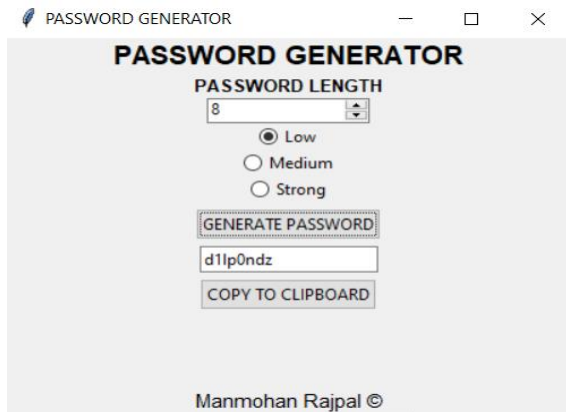 PASSWORD GENERATOR
PASSWORD GENERATOR
PASSWORD LENGTH
8
Low
Medium
Strong
GENERATE PASSWORD
d1lp0ndz
COPY TO CLIPBOARD
Manmohan Rajpal ©